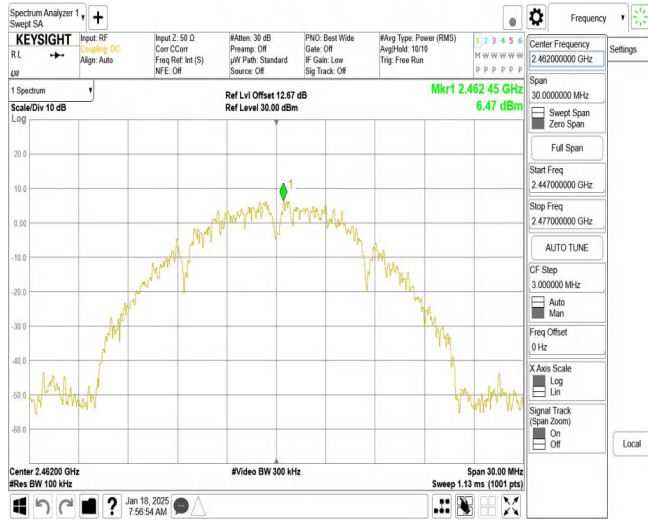 Spectrum Analyzer 1
Swept SA
+
Frequency
KEYSIGHT
RL
Input: RF
Coupling: DC
Align: Auto
Input Z: 50 Ω
Corr CCorr
Freq Ref: Int (S)
NFE: Off
#Atten: 30 dB
Preamp: Off
µW Path: Standard
Source: Off
PNO: Best Wide
Gate: Off
IF Gain: Low
Sig Track: Off
#Avg Type: Power (RMS)
Avg|Hold: 10/10
Trig: Free Run
1 2 3 4 5 6
M W W W W W
P P P P P P
1 Spectrum
Scale/Div 10 dB
Log
Ref Lvl Offset 12.67 dB
Ref Level 30.00 dBm
Mkr1 2.462 45 GHz
6.47 dBm
1
20.0
10.0
0.00
-10.0
-20.0
-30.0
-40.0
-50.0
-60.0
Center 2.46200 GHz
#Res BW 100 kHz
#Video BW 300 kHz
Span 30.00 MHz
Sweep 1.13 ms (1001 pts)
Center Frequency
2.462000000 GHz
Span
30.0000000 MHz
Swept Span
Zero Span
Full Span
Start Freq
2.447000000 GHz
Stop Freq
2.477000000 GHz
AUTO TUNE
CF Step
3.000000 MHz
Auto
Man
Freq Offset
0 Hz
X Axis Scale
Log
Lin
Signal Track
(Span Zoom)
On
Off
Settings
Local
?
Jan 18, 2025
7:56:54 AM